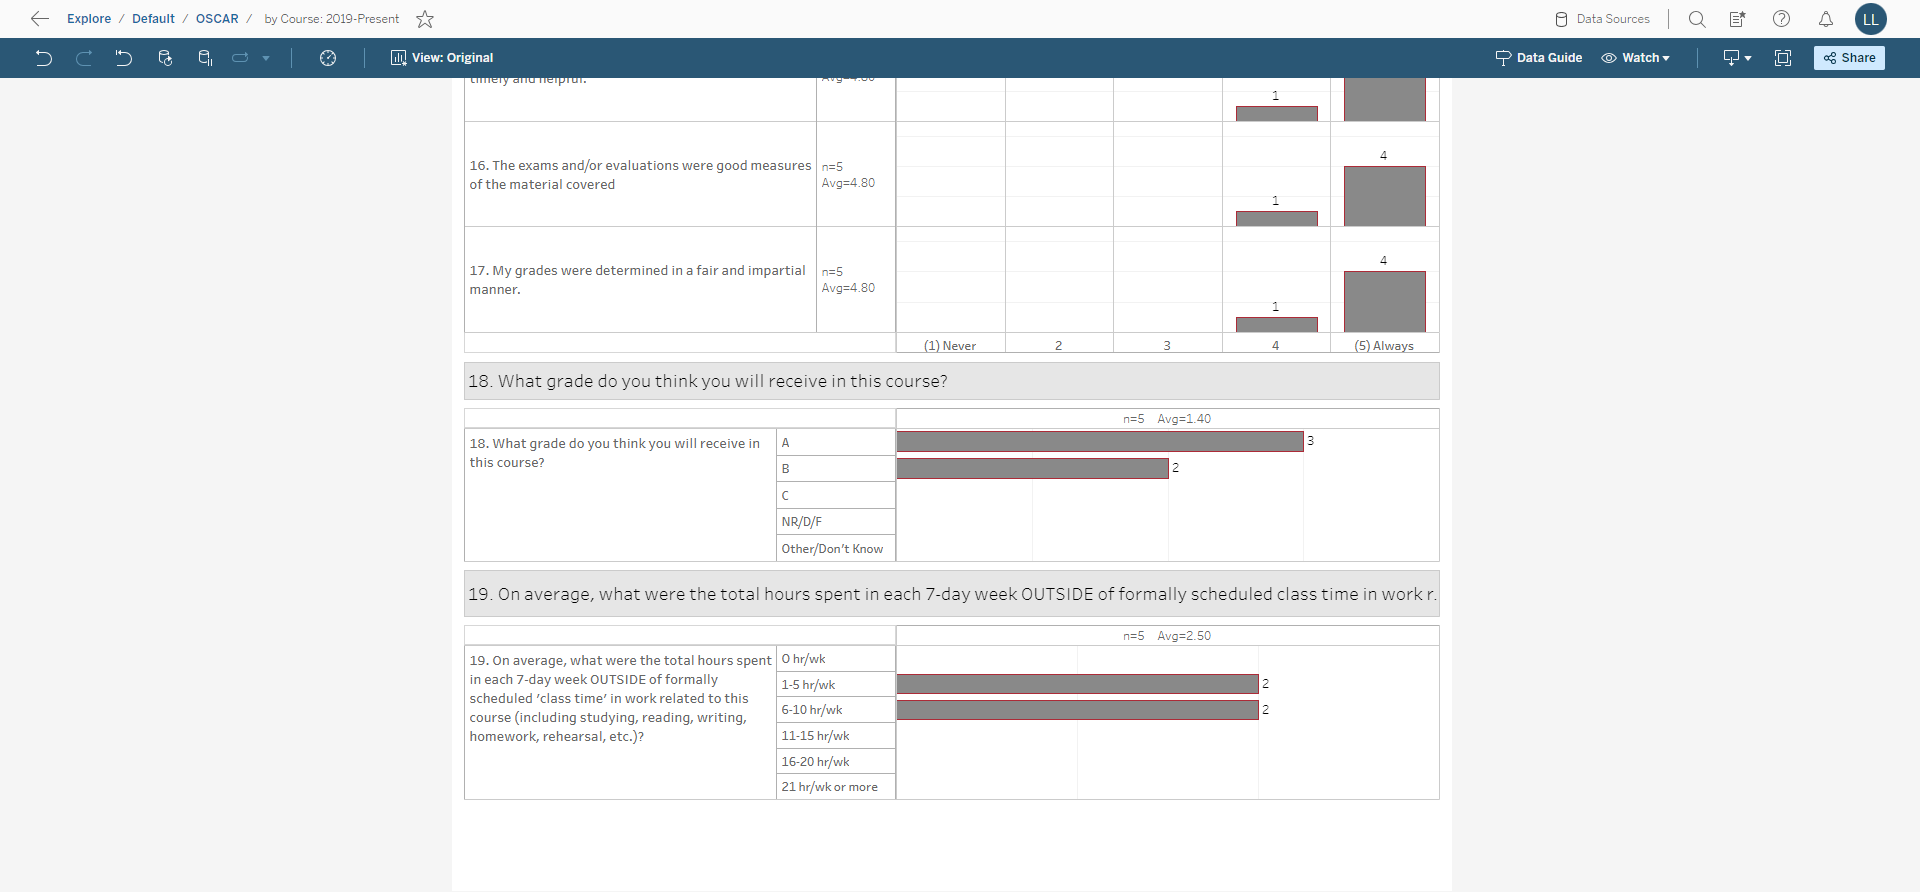 Explore / Default / OSCAR / by Course: 2019-Present
Data Sources
LL
View: Original
Data Guide
Watch
Share
timely and helpful.
Avg=4.80
1
16. The exams and/or evaluations were good measures
of the material covered
n=5
Avg=4.80
1
4
17. My grades were determined in a fair and impartial
manner.
n=5
Avg=4.80
1
4
(1) Never 2 3 4 (5) Always
18. What grade do you think you will receive in this course?
n=5 Avg=1.40
18. What grade do you think you will receive in
this course?
A 3
B 2
C
NR/D/F
Other/Don't Know
19. On average, what were the total hours spent in each 7-day week OUTSIDE of formally scheduled class time in work r.
n=5 Avg=2.50
19. On average, what were the total hours spent
in each 7-day week OUTSIDE of formally
scheduled 'class time' in work related to this
course (including studying, reading, writing,
homework, rehearsal, etc.)?
0 hr/wk
1-5 hr/wk 2
6-10 hr/wk 2
11-15 hr/wk
16-20 hr/wk
21 hr/wk or more